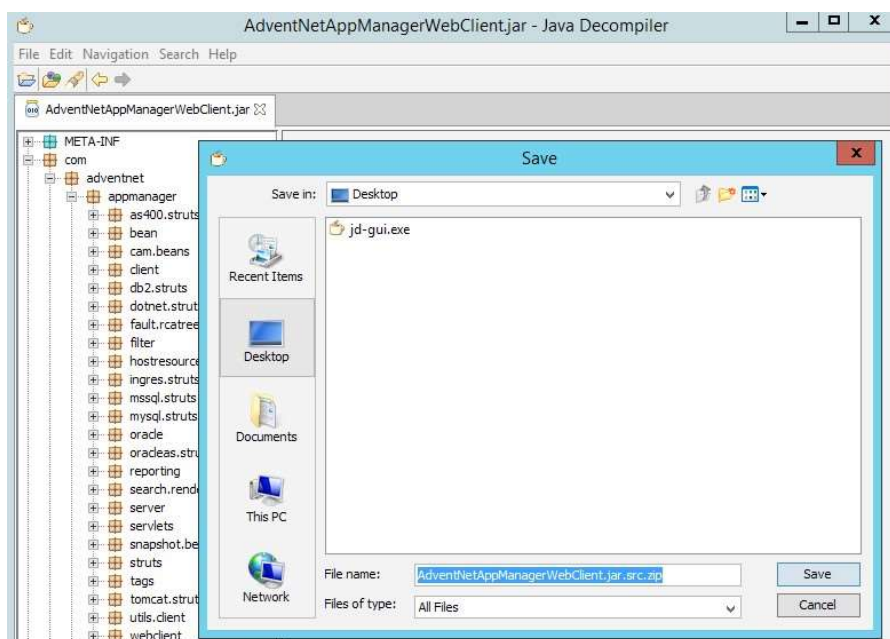 AdventNetAppManagerWebClient.jar - Java Decompiler
File Edit Navigation Search Help
AdventNetAppManagerWebClient.jar
META-INF
com
adventnet
appmanager
as400.struts
bean
cam.beans
client
db2.struts
dotnet.strut
fault.rcatree
filter
hostresource
ingres.struts
mssql.struts
mysql.struts
oracle
oracleas.stru
reporting
search.rende
server
servlets
snapshot.be
struts
tags
tomcat.strut
utils.client
webclient
Save
Save in: Desktop
jd-gui.exe
Recent Items
Desktop
Documents
This PC
Network
File name: AdventNetAppManagerWebClient.jar.src.zip Save
Files of type: All Files Cancel